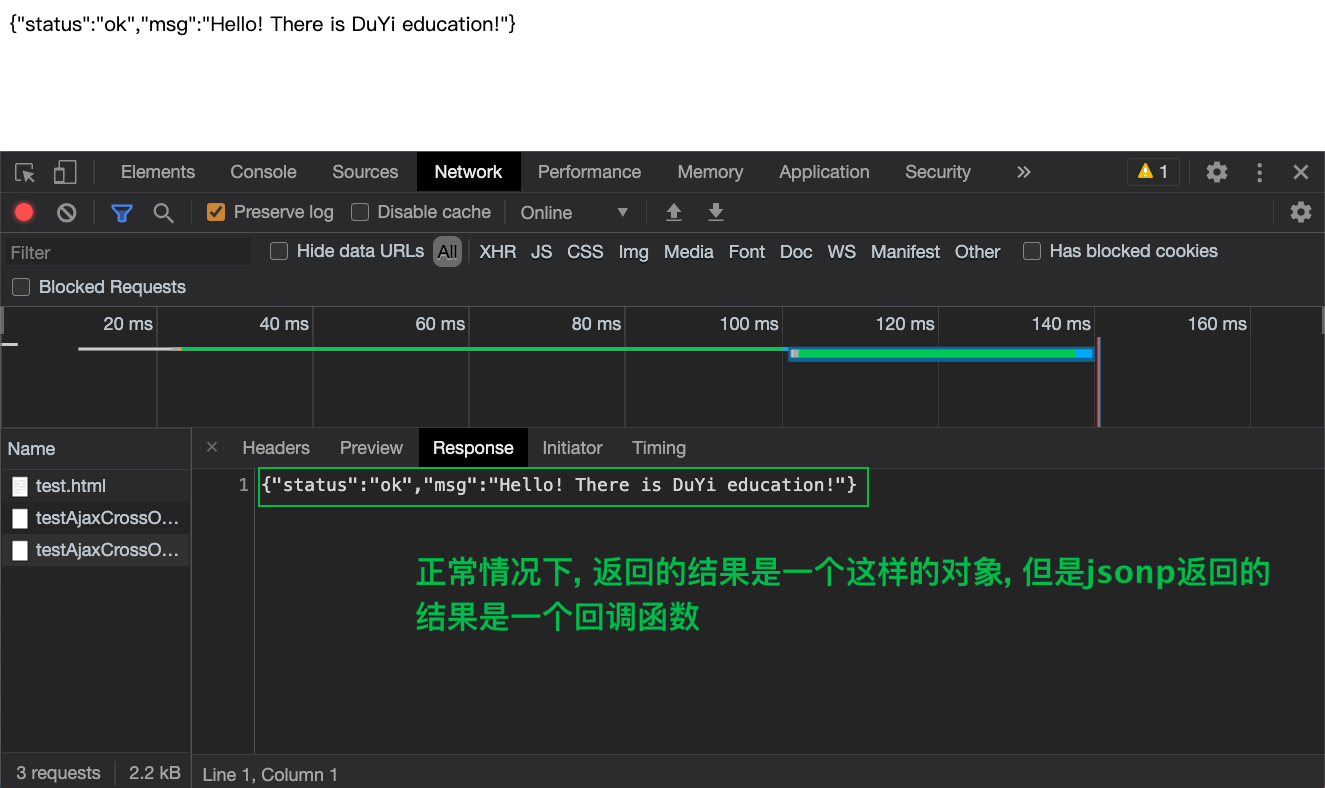 {"status":"ok","msg":"Hello! There is DuYi education!"}
Elements Console Sources Network Performance Memory Application Security » 1
Preserve log Disable cache Online
Filter Hide data URLs All XHR JS CSS Img Media Font Doc WS Manifest Other Has blocked cookies
Blocked Requests
20 ms 40 ms 60 ms 80 ms 100 ms 120 ms 140 ms 160 ms
Name × Headers Preview Response Initiator Timing
1 {"status":"ok","msg":"Hello! There is DuYi education!"}
test.html
testAjaxCrossO...
testAjaxCrossO...
正常情况下, 返回的结果是一个这样的对象, 但是jsonp返回的
结果是一个回调函数
3 requests 2.2 kB Line 1, Column 1